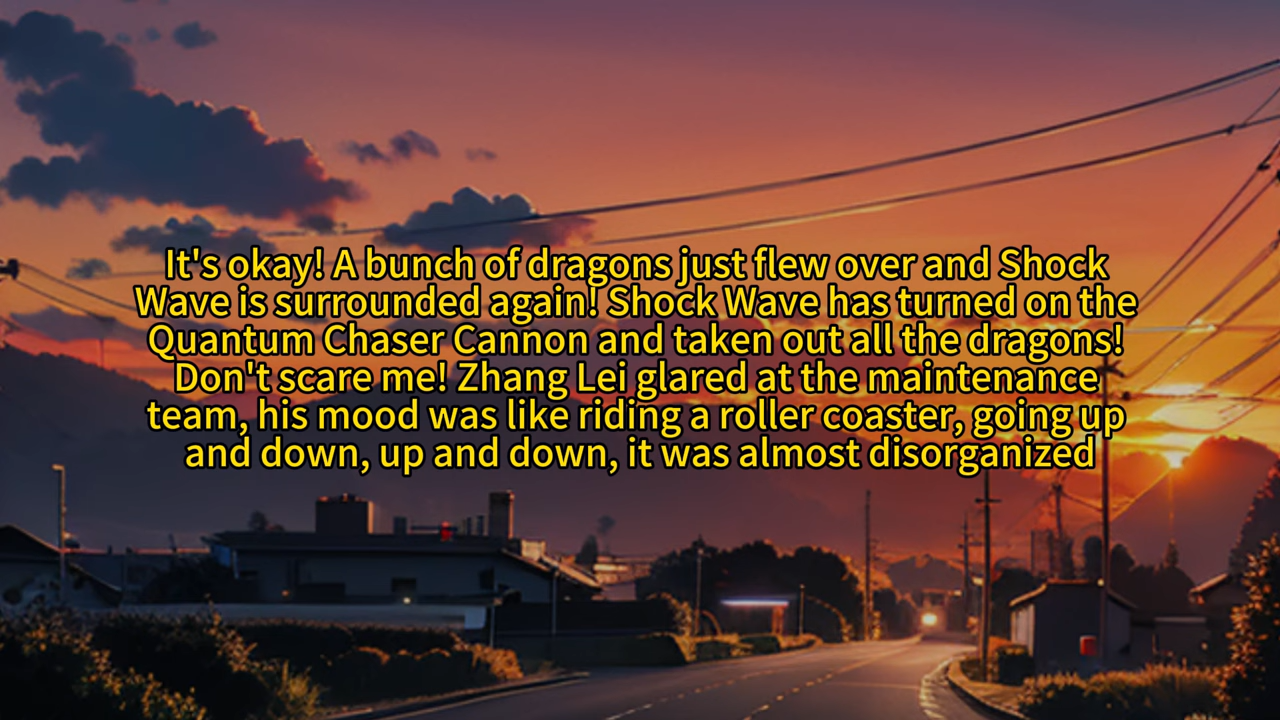 It's okay! A bunch of dragons just flew over and Shock
Wave is surrounded again! Shock Wave has turned on the
Quantum Chaser Cannon and taken out all the dragons!
Don't scare me! Zhang Lei glared at the maintenance
team, his mood was like riding a roller coaster, going up
and down, up and down, it was almost disorganized